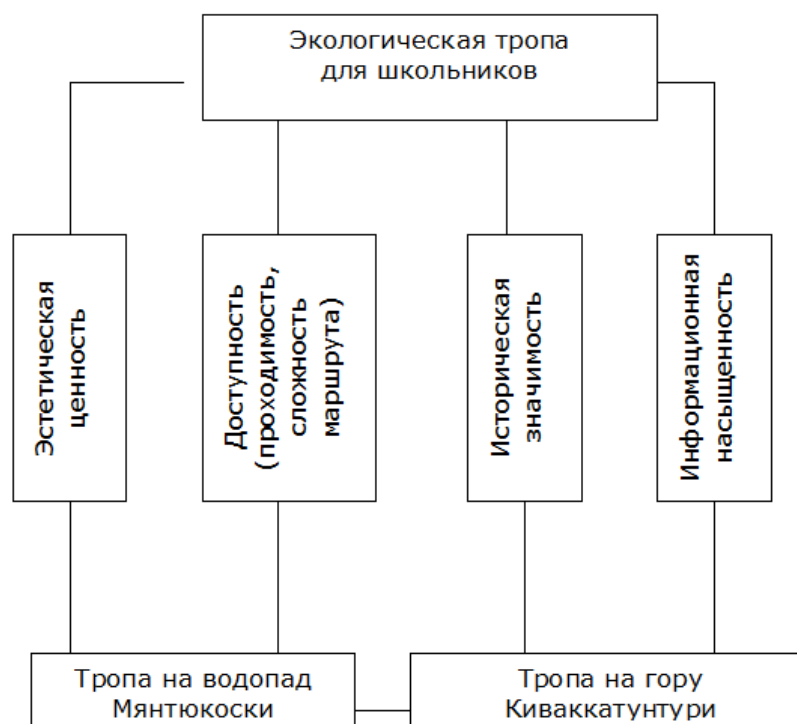 Экологическая тропа
для школьников
Эстетическая
ценность
Доступность
(проходимость,
сложность
маршрута)
Историческая
значимость
Информационная
насыщенность
Тропа на водопад
Мянтюкоски
Тропа на гору
Киваккатунтури